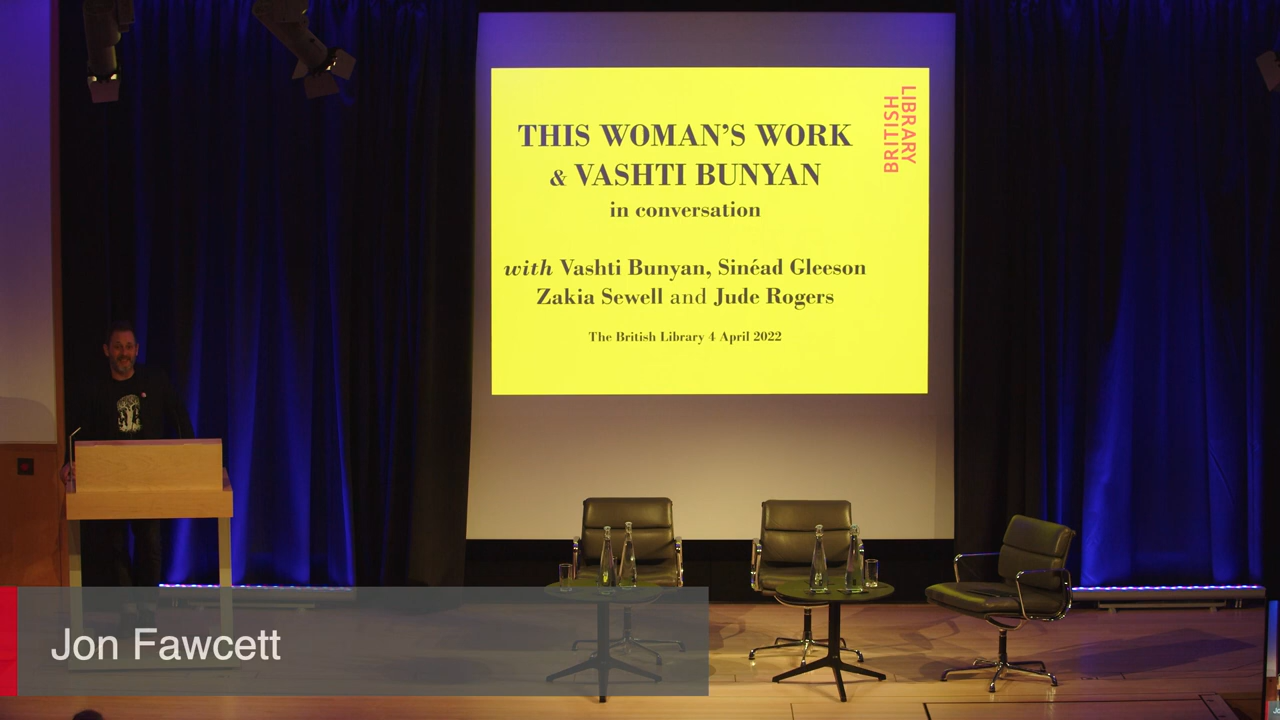 THIS WOMAN'S WORK
& VASHTI BUNYAN
in conversation
with Vashti Bunyan, Sinéad Gleeson
Zakia Sewell and Jude Rogers
The British Library 4 April 2022
BRITISH
LIBRARY
Jon Fawcett